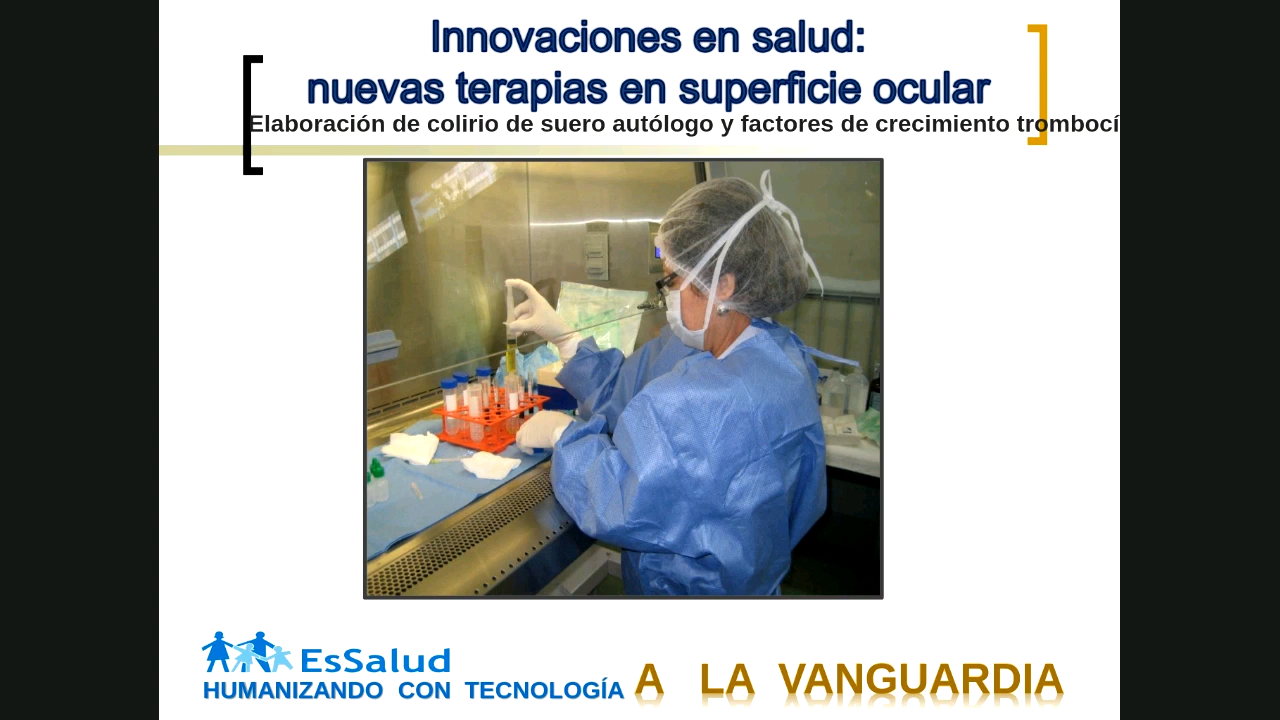 Innovaciones en salud:
nuevas terapias en superficie ocular
Elaboración de colirio de suero autólogo y factores de crecimiento trombocí
EsSalud
HUMANIZANDO CON TECNOLOGÍA A LA VANGUARDIA